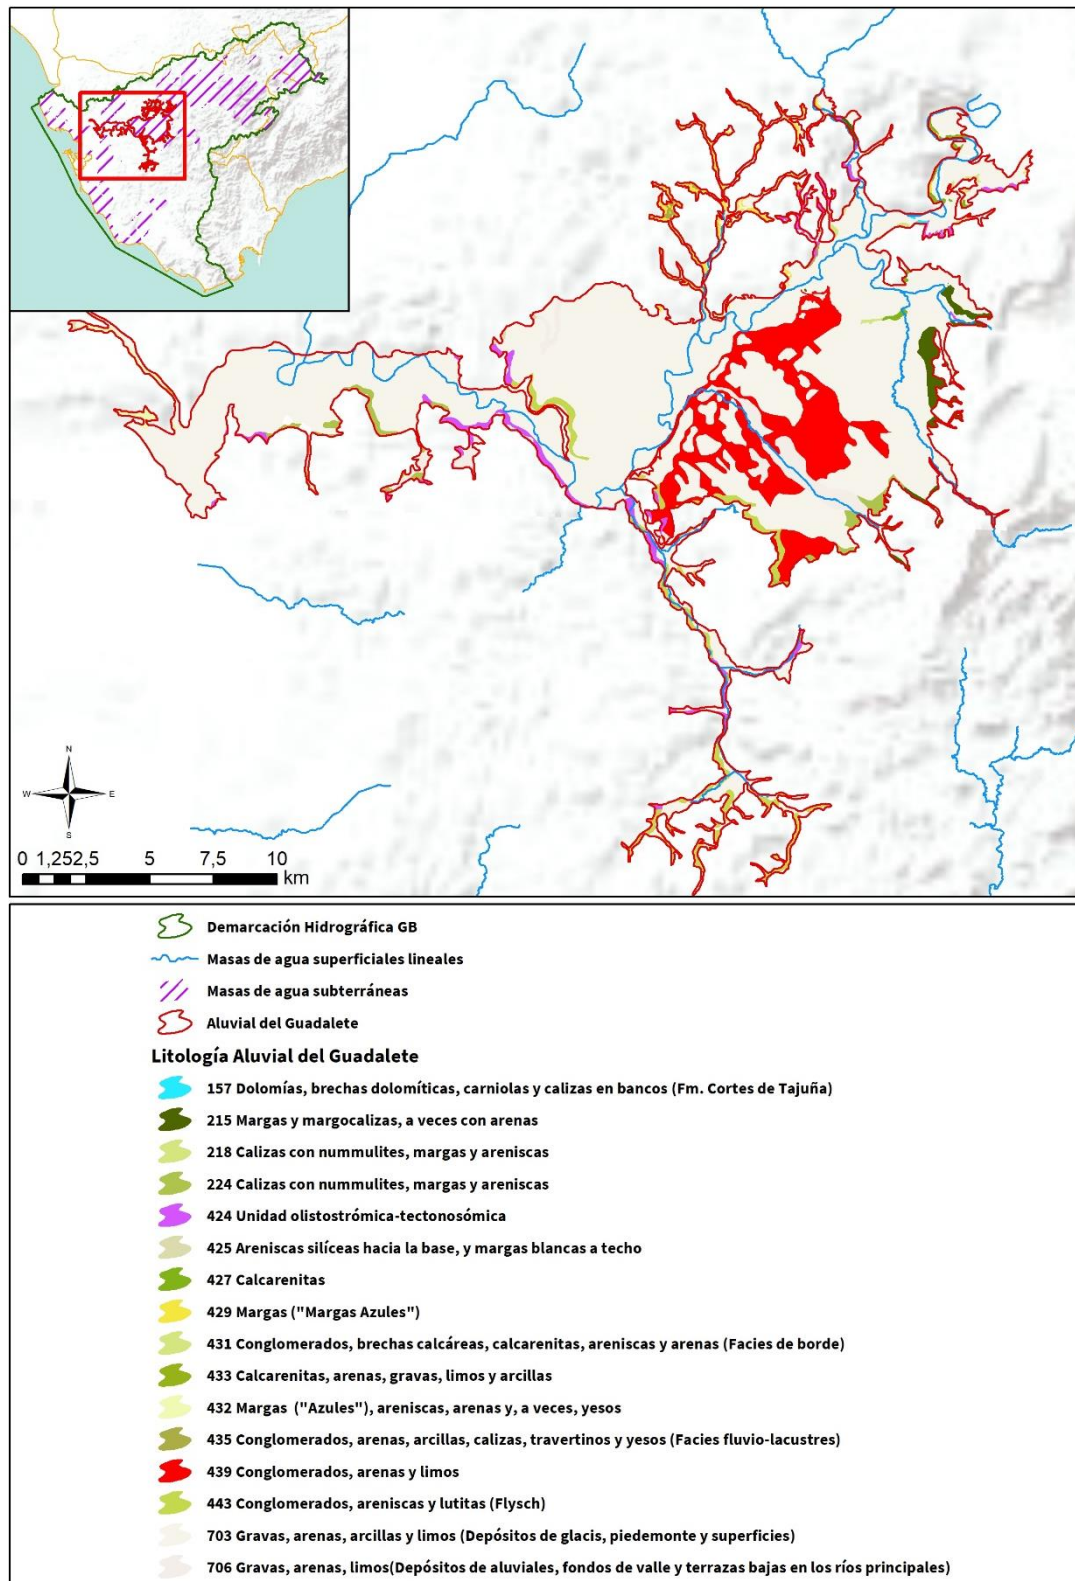 N
W E
S
0 1,252,5 5 7,5 10
km
Demarcación Hidrográfica GB
Masas de agua superficiales lineales
Masas de agua subterráneas
Aluvial del Guadalete
Litología Aluvial del Guadalete
157 Dolomías, brechas dolomíticas, carniolas y calizas en bancos (Fm. Cortes de Tajuña)
215 Margas y margocalizas, a veces con arenas
218 Calizas con nummulites, margas y areniscas
224 Calizas con nummulites, margas y areniscas
424 Unidad olistostrómica-tectonosómica
425 Areniscas silíceas hacia la base, y margas blancas a techo
427 Calcarenitas
429 Margas ("Margas Azules")
431 Conglomerados, brechas calcáreas, calcarenitas, areniscas y arenas (Facies de borde)
433 Calcarenitas, arenas, gravas, limos y arcillas
432 Margas ("Azules"), areniscas, arenas y, a veces, yesos
435 Conglomerados, arenas, arcillas, calizas, travertinos y yesos (Facies fluvio-lacustres)
439 Conglomerados, arenas y limos
443 Conglomerados, areniscas y lutitas (Flysch)
703 Gravas, arenas, arcillas y limos (Depósitos de glacis, piedemonte y superficies)
706 Gravas, arenas, limos(Depósitos de aluviales, fondos de valle y terrazas bajas en los ríos principales)